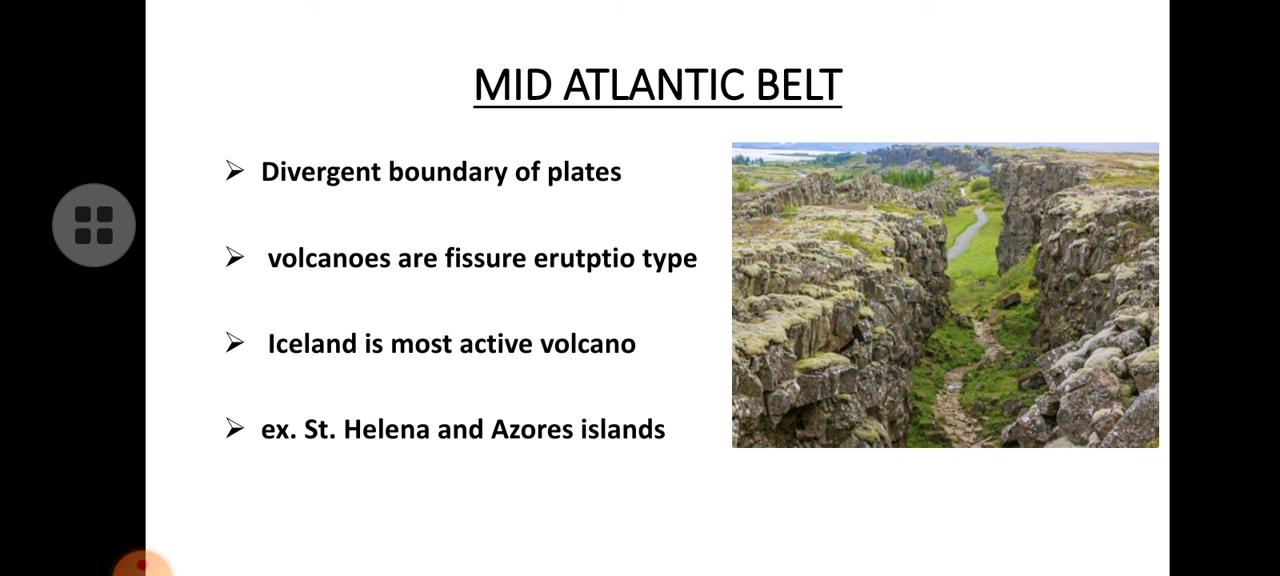 MID ATLANTIC BELT
Divergent boundary of plates
volcanoes are fissure erutptio type
Iceland is most active volcano
ex. St. Helena and Azores islands